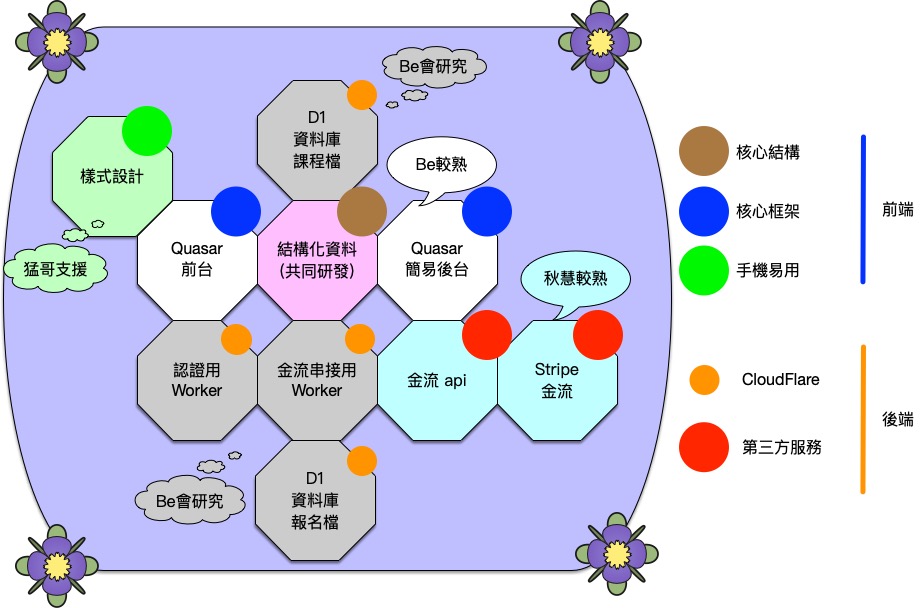 Be會研究
D1
資料庫
課程檔
樣式設計
Be較熟
猛哥支援
Quasar
前台
結構化資料
(共同研發)
Quasar
簡易後台
秋慧較熟
認證用
Worker
金流串接用
Worker
金流 api
Stripe
金流
Be會研究
D1
資料庫
報名檔
核心結構
核心框架
手機易用
前端
CloudFlare
第三方服務
後端